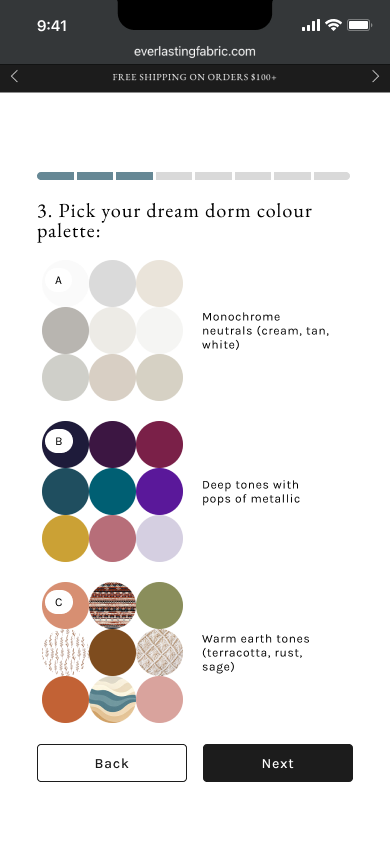 9:41
everlastingfabric.com
FREE SHIPPING ON ORDERS $100+
3. Pick your dream dorm colour
palette:
A
Monochrome
neutrals (cream, tan,
white)
B
Deep tones with
pops of metallic
C
Warm earth tones
(terracotta, rust,
sage)
Back
Next